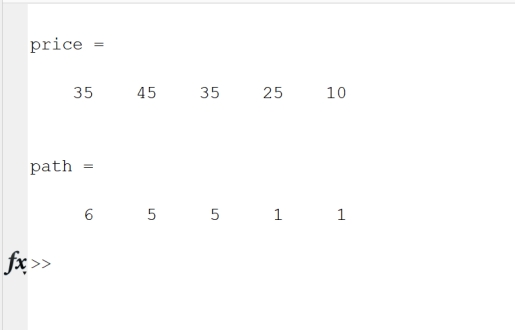 price =
35 45 35 25 10
path =
6 5 5 1 1
fx >>